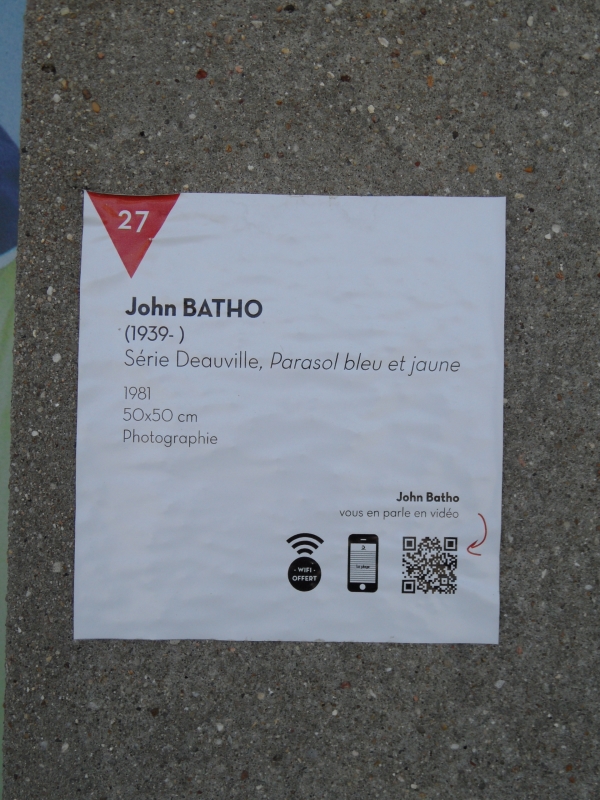 27
John BATHO
(1939- )
Série Deauville, Parasol bleu et jaune
1981
50x50 cm
Photographie
John Batho
vous en parle en vidéo
- WIFI -
OFFERT